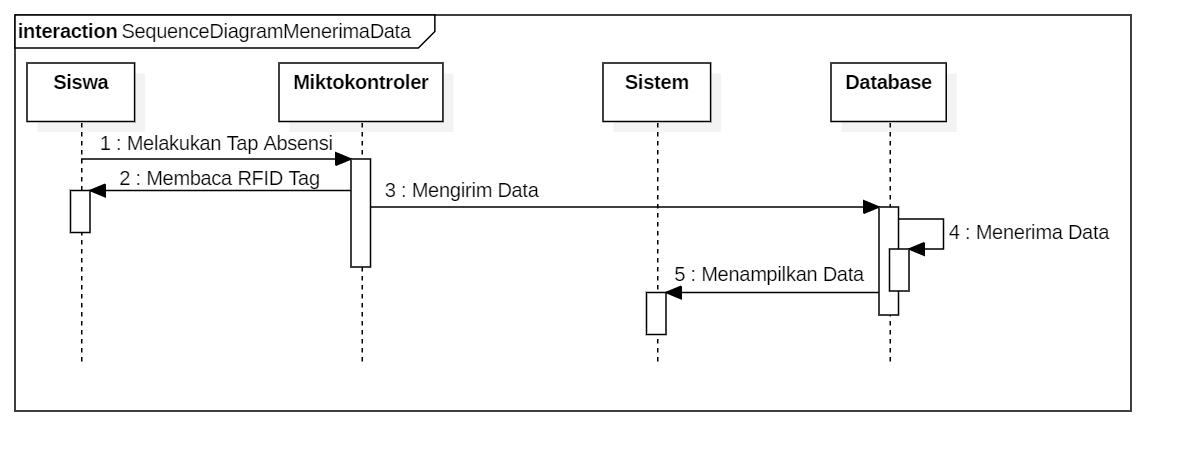 interaction SequenceDiagramMenerimaData
Siswa
Miktokontroler
Sistem
Database
1 : Melakukan Tap Absensi
2 : Membaca RFID Tag
3 : Mengirim Data
4 : Menerima Data
5 : Menampilkan Data